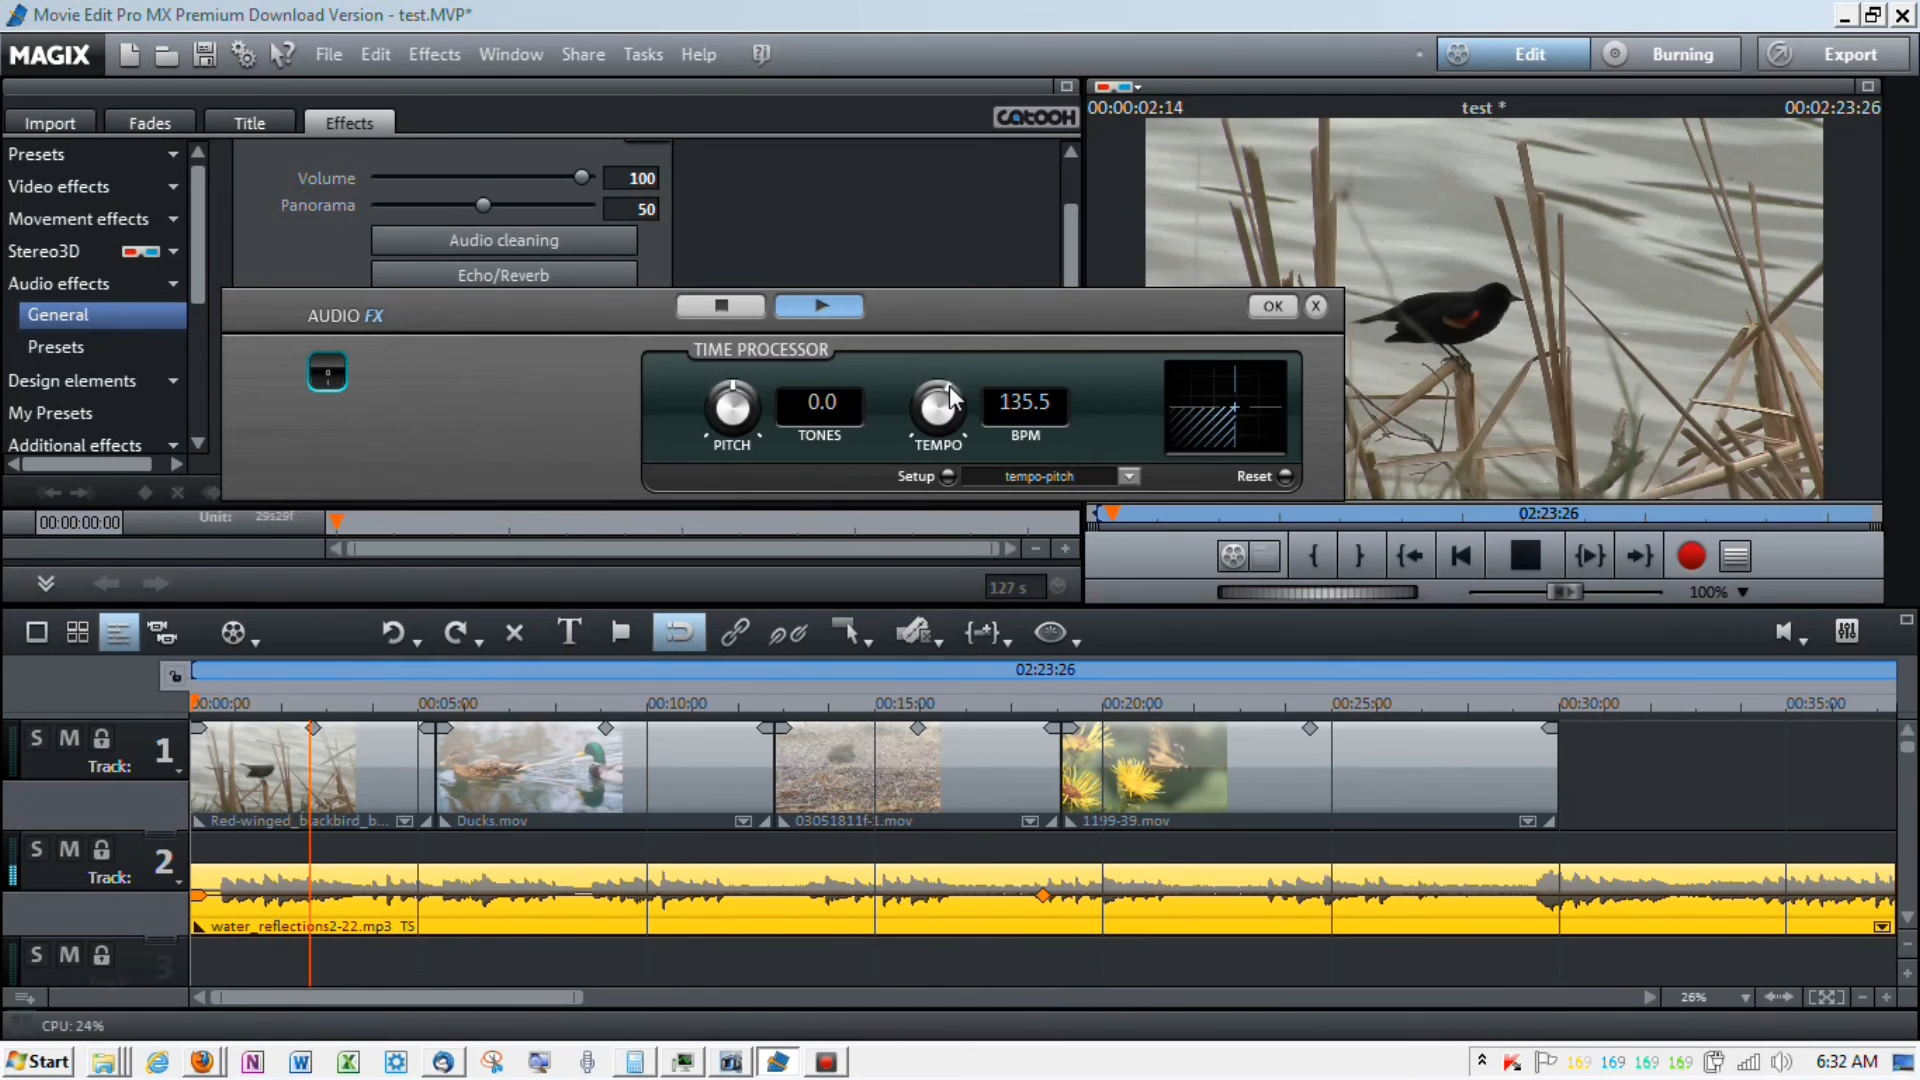 Movie Edit Pro MX Premium Download Version - test.MVP*
MAGIX
File Edit Effects Window Share Tasks Help
Edit Burning Export
Import Fades Title Effects
catooh
00:00:02:14 test * 00:02:23:26
Presets
Video effects
Movement effects
Stereo3D
Audio effects
General
Presets
Design elements
My Presets
Additional effects
Volume 100
Panorama 50
Audio cleaning
Echo/Reverb
AUDIO FX
OK X
TIME PROCESSOR
0.0 135.5
PITCH TONES TEMPO BPM
Setup tempo-pitch Reset
00:00:00:00 Unit: 29s29f
02:23:26
127 s
100%
02:23:26
00:00:00 00:05:00 00:10:00 00:15:00 00:20:00 00:25:00 00:30:00 00:35:00
S M 1
Track:
Red-winged_blackbird_b... Ducks.mov 03051811f-1.mov 1199-39.mov
S M 2
Track:
water_reflections2-22.mp3 TS
S M 3
26%
CPU: 24%
Start 169 169 169 169 6:32 AM